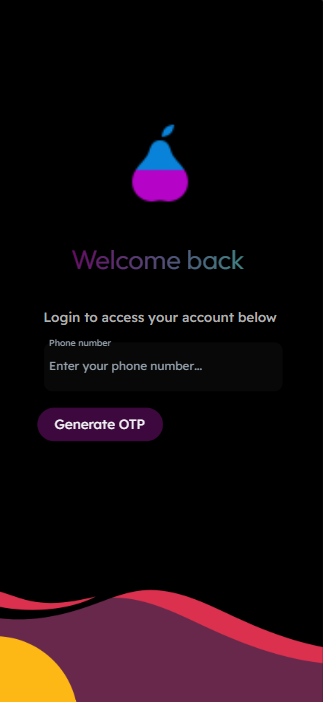 Welcome back
Login to access your account below
Phone number
Enter your phone number...
Generate OTP